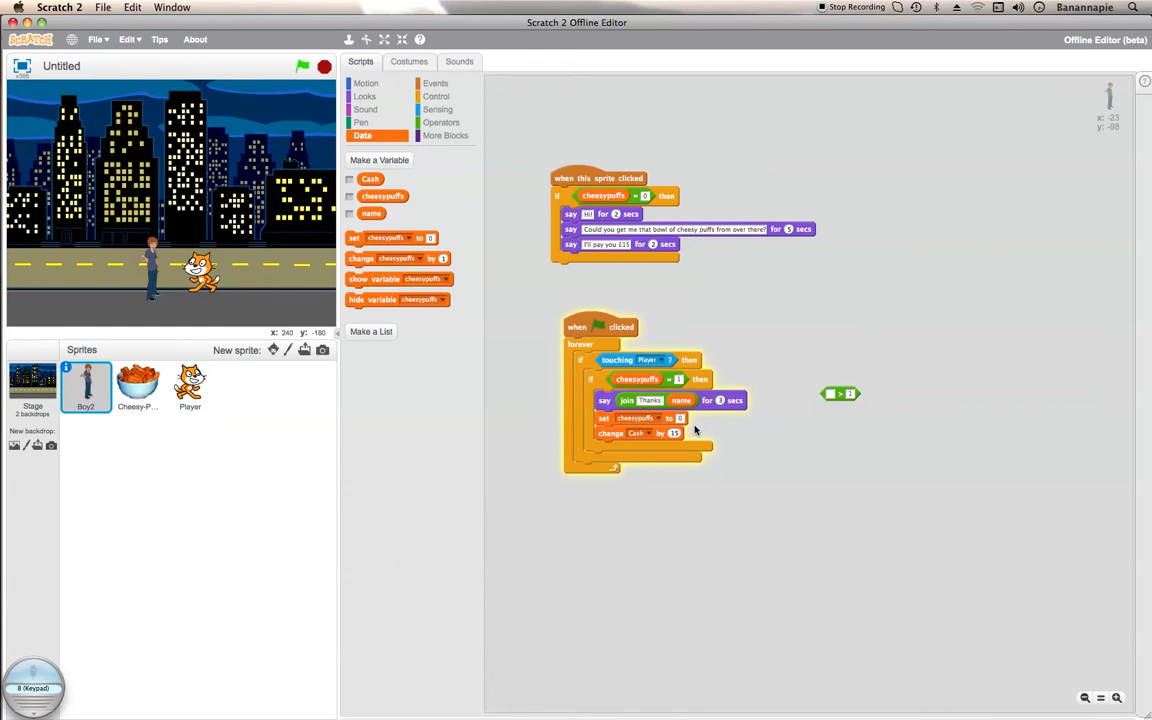 Scratch 2 File Edit Window Stop Recording Banannapie
Scratch 2 Offline Editor
SCRATCH File Edit Tips About Offline Editor (beta)
v385 Untitled
Scripts Costumes Sounds
Motion Events
Looks Control
Sound Sensing
Pen Operators
Data More Blocks
Make a Variable
Cash
cheesypuffs
name
set cheesypuffs to 0
change cheesypuffs by 1
show variable cheesypuffs
hide variable cheesypuffs
Make a List
x: -23
y: -98
when this sprite clicked
if cheesypuffs = 0 then
say Hi! for 2 secs
say Could you get me that bowl of cheesy puffs from over there? for 5 secs
say I'll pay you £15 for 2 secs
when clicked
forever
if touching Player ? then
if cheesypuffs = 1 then
say join Thanks name for 3 secs
set cheesypuffs to 0
change Cash by 15
> 1
x: 240 y: -180
Sprites New sprite:
Stage
2 backdrops
New backdrop:
Boy2
Cheesy-P...
Player
8 (Keypad)